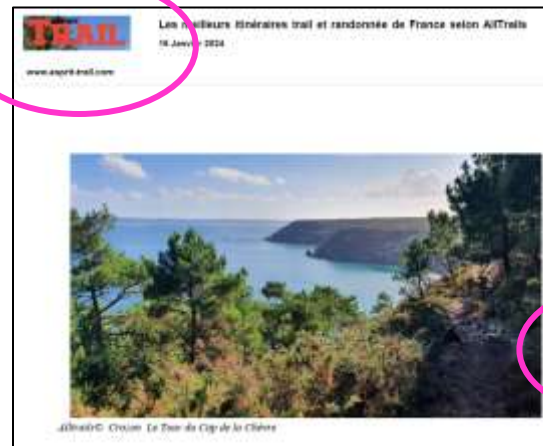 TRAIL
Les meilleurs itinéraires trail et randonnée de France selon AllTrails
16 Janvier 2024
www.esprit-trail.com
Alltrails© Crozon Le Tour du Cap de la Chèvre